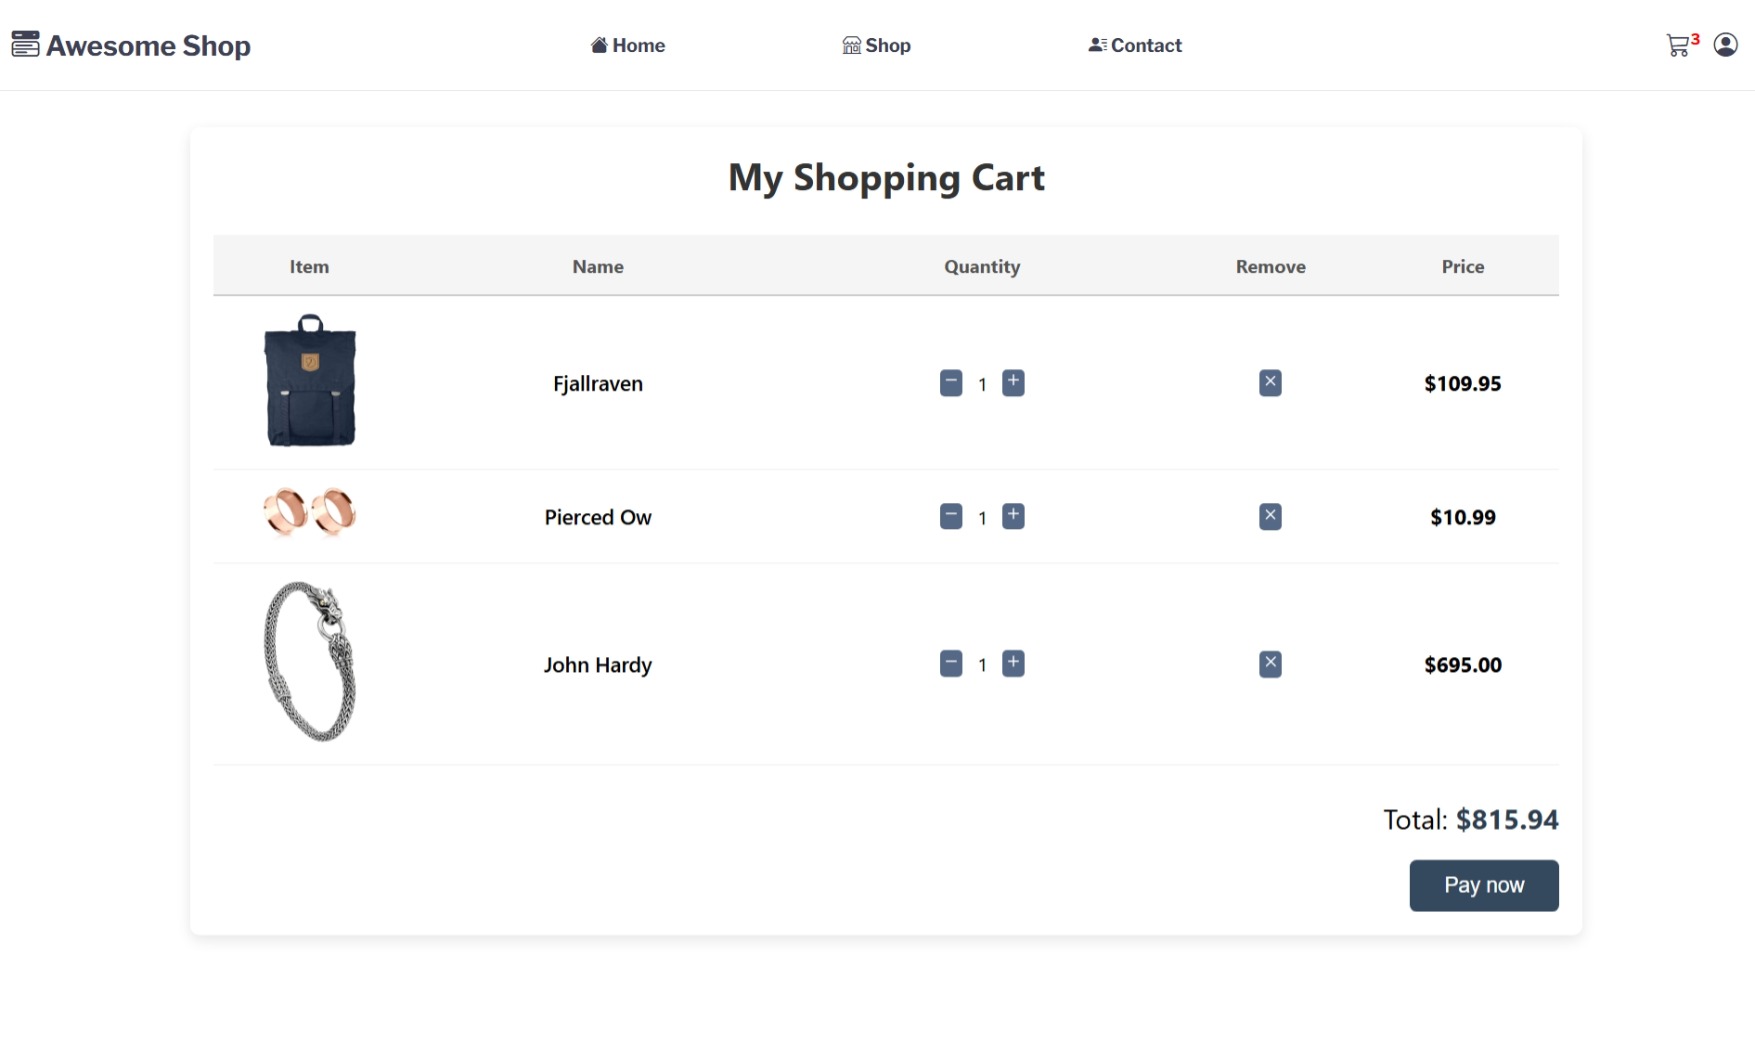 Awesome Shop
Home
Shop
Contact
3
My Shopping Cart
Item Name Quantity Remove Price
Fjallraven − 1 + × $109.95
Pierced Ow − 1 + × $10.99
John Hardy − 1 + × $695.00
Total: $815.94
Pay now